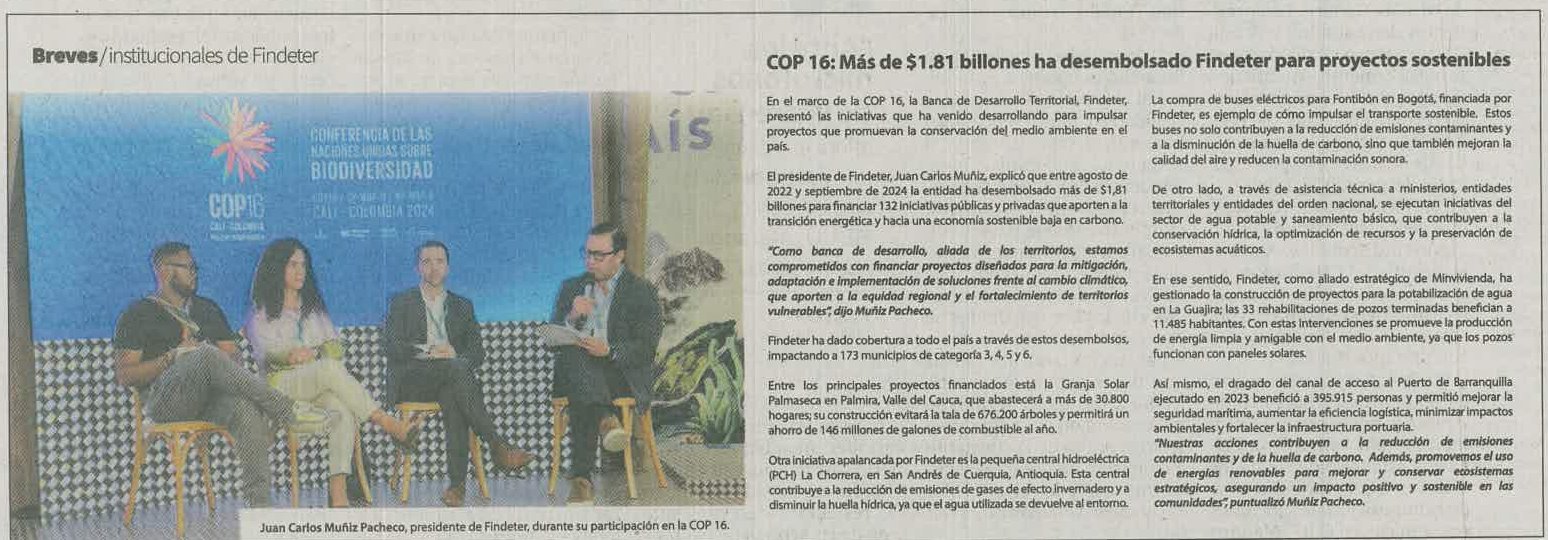 Breves/institucionales de Findeter
AÍS
CONFERENCIA DE LAS
NACIONES UNIDAS SOBRE
BIODIVERSIDAD
COP16
CALI - COLOMBIA
CALI - COLOMBIA 2024
Juan Carlos Muñiz Pacheco, presidente de Findeter, durante su participación en la COP 16.
COP 16: Más de $1.81 billones ha desembolsado Findeter para proyectos sostenibles
En el marco de la COP 16, la Banca de Desarrollo Territorial, Findeter,
presentó las iniciativas que ha venido desarrollando para impulsar
proyectos que promuevan la conservación del medio ambiente en el
país.
El presidente de Findeter, Juan Carlos Muñiz, explicó que entre agosto de
2022 y septiembre de 2024 la entidad ha desembolsado más de $1,81
billones para financiar 132 iniciativas públicas y privadas que aporten a la
transición energética y hacia una economía sostenible baja en carbono.
"Como banca de desarrollo, aliada de los territorios, estamos
comprometidos con financiar proyectos diseñados para la mitigación,
adaptación e implementación de soluciones frente al cambio climático,
que aporten a la equidad regional y el fortalecimiento de territorios
vulnerables", dijo Muñiz Pacheco.
Findeter ha dado cobertura a todo el país a través de estos desembolsos,
impactando a 173 municipios de categoría 3, 4, 5 y 6.
Entre los principales proyectos financiados está la Granja Solar
Palmaseca en Palmira, Valle del Cauca, que abastecerá a más de 30.800
hogares; su construcción evitará la tala de 676.200 árboles y permitirá un
ahorro de 146 millones de galones de combustible al año.
Otra iniciativa apalancada por Findeter es la pequeña central hidroeléctrica
(PCH) La Chorrera, en San Andrés de Cuerquia, Antioquia. Esta central
contribuye a la reducción de emisiones de gases de efecto invernadero y a
disminuir la huella hídrica, ya que el agua utilizada se devuelve al entorno.
La compra de buses eléctricos para Fontibón en Bogotá, financiada por
Findeter, es ejemplo de cómo impulsar el transporte sostenible. Estos
buses no solo contribuyen a la reducción de emisiones contaminantes y
a la disminución de la huella de carbono, sino que también mejoran la
calidad del aire y reducen la contaminación sonora.
De otro lado, a través de asistencia técnica a ministerios, entidades
territoriales y entidades del orden nacional, se ejecutan iniciativas del
sector de agua potable y saneamiento básico, que contribuyen a la
conservación hídrica, la optimización de recursos y la preservación de
ecosistemas acuáticos.
En ese sentido, Findeter, como aliado estratégico de Minvivienda, ha
gestionado la construcción de proyectos para la potabilización de agua
en La Guajira; las 33 rehabilitaciones de pozos terminadas benefician a
11.485 habitantes. Con estas intervenciones se promueve la producción
de energía limpia y amigable con el medio ambiente, ya que los pozos
funcionan con paneles solares.
Así mismo, el dragado del canal de acceso al Puerto de Barranquilla
ejecutado en 2023 benefició a 395.915 personas y permitió mejorar la
seguridad marítima, aumentar la eficiencia logística, minimizar impactos
ambientales y fortalecer la infraestructura portuaria.
"Nuestras acciones contribuyen a la reducción de emisiones
contaminantes y de la huella de carbono. Además, promovemos el uso
de energías renovables para mejorar y conservar ecosistemas
estratégicos, asegurando un impacto positivo y sostenible en las
comunidades", puntualizó Muñiz Pacheco.